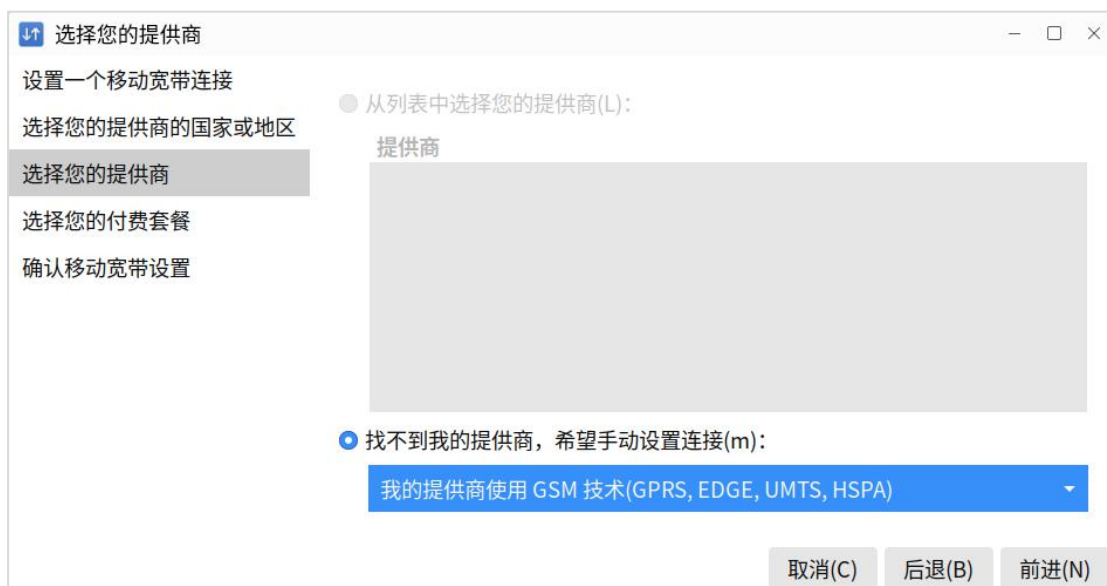 选择您的提供商
设置一个移动宽带连接
选择您的提供商的国家或地区
选择您的提供商
选择您的付费套餐
确认移动宽带设置
从列表中选择您的提供商(L)：
提供商
找不到我的提供商，希望手动设置连接(m)：
我的提供商使用 GSM 技术(GPRS, EDGE, UMTS, HSPA)
取消(C) 后退(B) 前进(N)